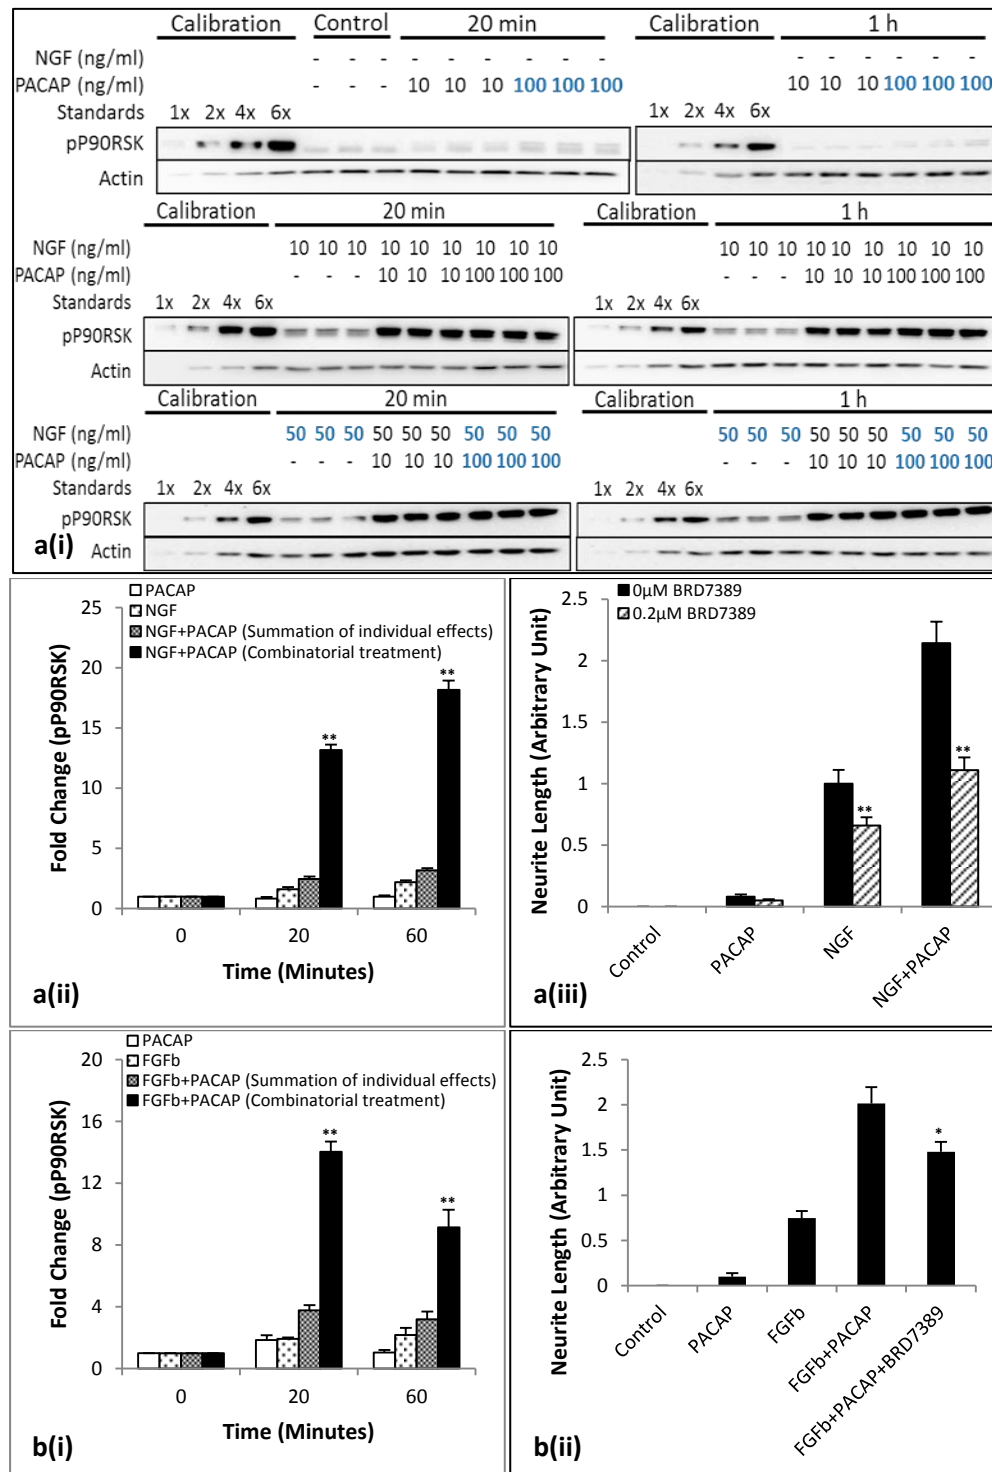 Calibration Control 20 min Calibration 1 h
NGF (ng/ml) - - - - - - - - - - - - - - -
PACAP (ng/ml) - - - 10 10 10 100 100 100 10 10 10 100 100 100
Standards 1x 2x 4x 6x 1x 2x 4x 6x
pP90RSK
Actin
Calibration 20 min Calibration 1 h
NGF (ng/ml) 10 10 10 10 10 10 10 10 10 10 10 10 10 10 10 10 10 10
PACAP (ng/ml) - - - 10 10 10 100 100 100 - - - 10 10 10 100 100 100
Standards 1x 2x 4x 6x 1x 2x 4x 6x
pP90RSK
Actin
Calibration 20 min Calibration 1 h
NGF (ng/ml) 50 50 50 50 50 50 50 50 50 50 50 50 50 50 50 50 50 50
PACAP (ng/ml) - - - 10 10 10 100 100 100 - - - 10 10 10 100 100 100
Standards 1x 2x 4x 6x 1x 2x 4x 6x
pP90RSK
Actin
a(i)
PACAP
NGF
NGF+PACAP (Summation of individual effects)
NGF+PACAP (Combinatorial treatment)
Fold Change (pP90RSK)
25
20
15
10
5
0
**
**
0 20 60
Time (Minutes)
a(ii)
0µM BRD7389
0.2µM BRD7389
Neurite Length (Arbitrary Unit)
2.5
2
1.5
1
0.5
0
**
**
Control PACAP NGF NGF+PACAP
a(iii)
PACAP
FGFb
FGFb+PACAP (Summation of individual effects)
FGFb+PACAP (Combinatorial treatment)
Fold Change (pP90RSK)
20
16
12
8
4
0
**
**
0 20 60
Time (Minutes)
b(i)
Neurite Length (Arbitrary Unit)
2.5
2
1.5
1
0.5
0
*
Control PACAP FGFb FGFb+PACAP FGFb+PACAP+BRD7389
b(ii)